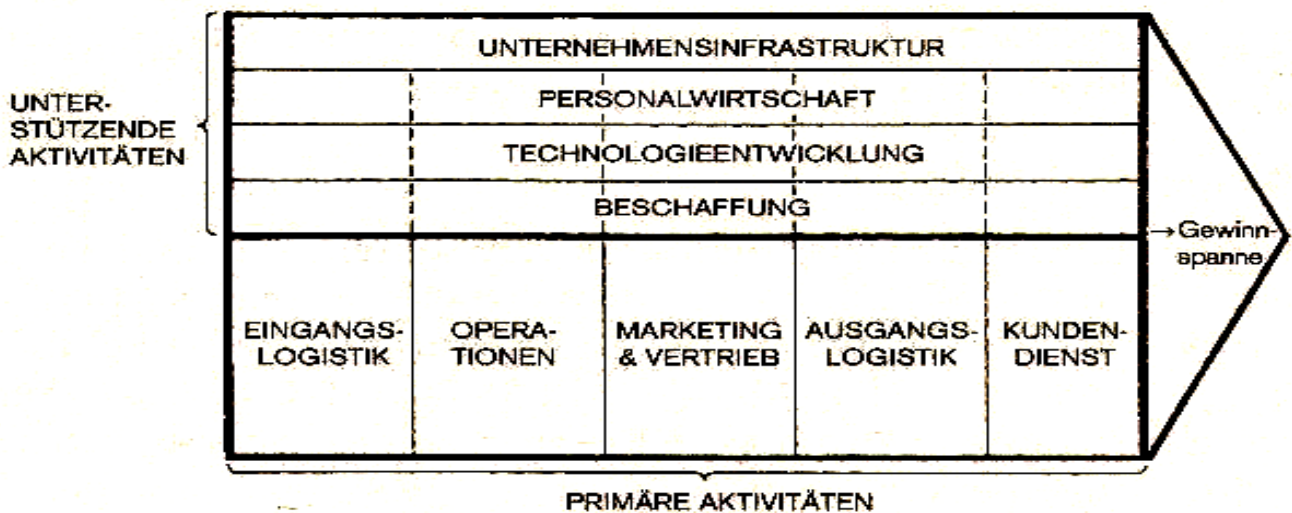 UNTERNEHMENSINFRASTRUKTUR
PERSONALWIRTSCHAFT
TECHNOLOGIEENTWICKLUNG
BESCHAFFUNG
UNTER-
STÜTZENDE
AKTIVITÄTEN
→Gewinn-
spanne
EINGANGS-
LOGISTIK
OPERA-
TIONEN
MARKETING
& VERTRIEB
AUSGANGS-
LOGISTIK
KUNDEN-
DIENST
PRIMÄRE AKTIVITÄTEN